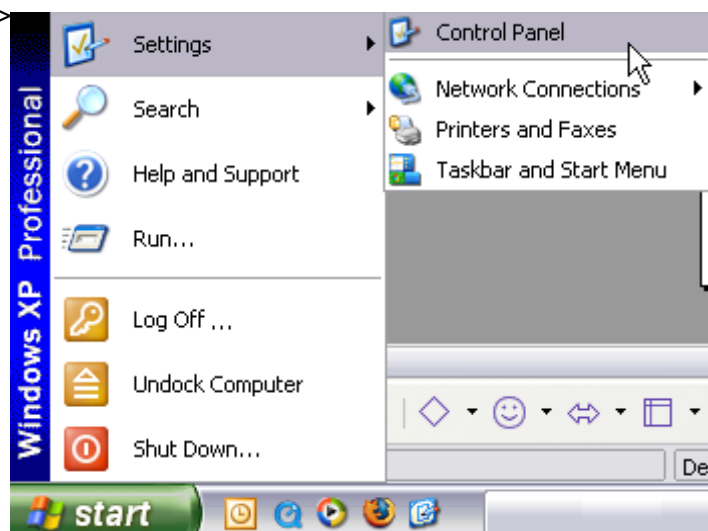 >
Settings
Search
Help and Support
Run...
Log Off ...
Undock Computer
Shut Down...
Windows XP Professional
Control Panel
Network Connections
Printers and Faxes
Taskbar and Start Menu
De
start